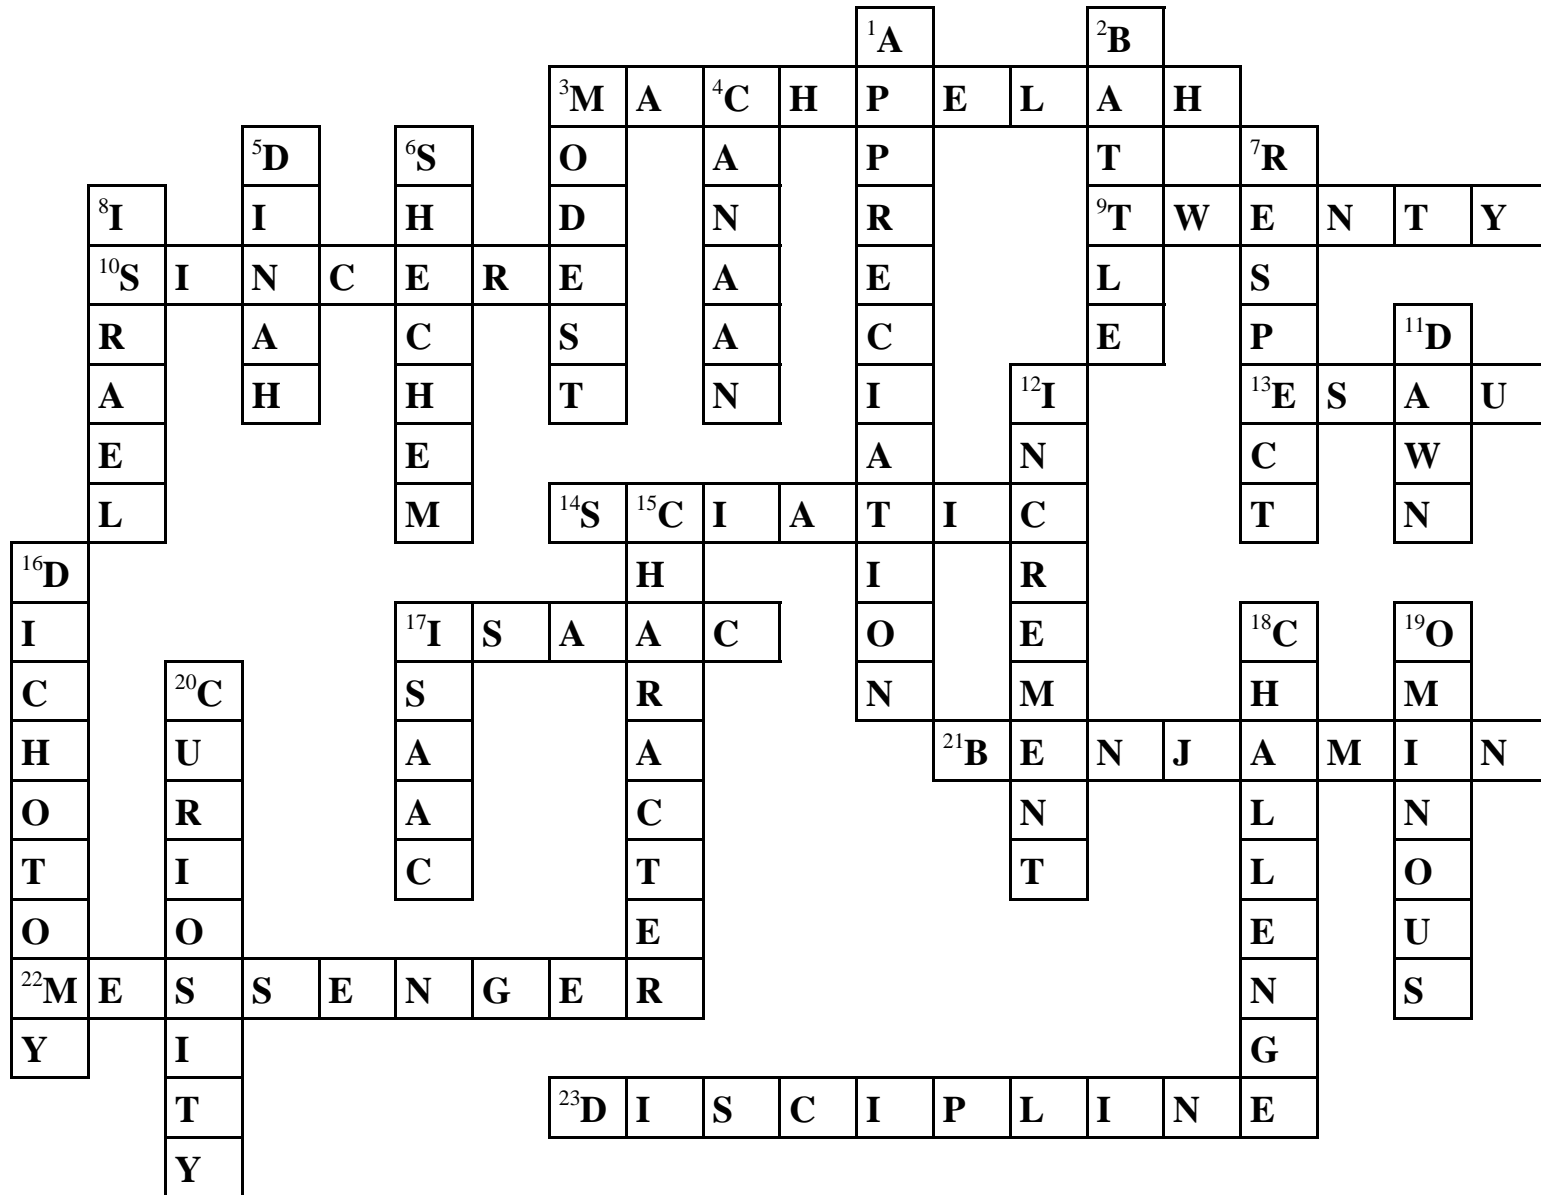 1A 2B
3M A 4C H P E L A H
5D 6S O A P T 7R
8I I H D N R 9T W E N T Y
10S I N C E R E A E L S
R A C S A C E P 11D
A H H T N I 12I 13E S A U
E E A N C W
L M 14S 15C I A T I C T N
16D H I R
I 17I S A A C O E 18C 19O
C 20C S R N M H M
H U A A 21B E N J A M I N
O R A C N L N
T I C T T L O
O O E E U
22M E S S E N G E R N S
Y I G
T 23D I S C I P L I N E
Y